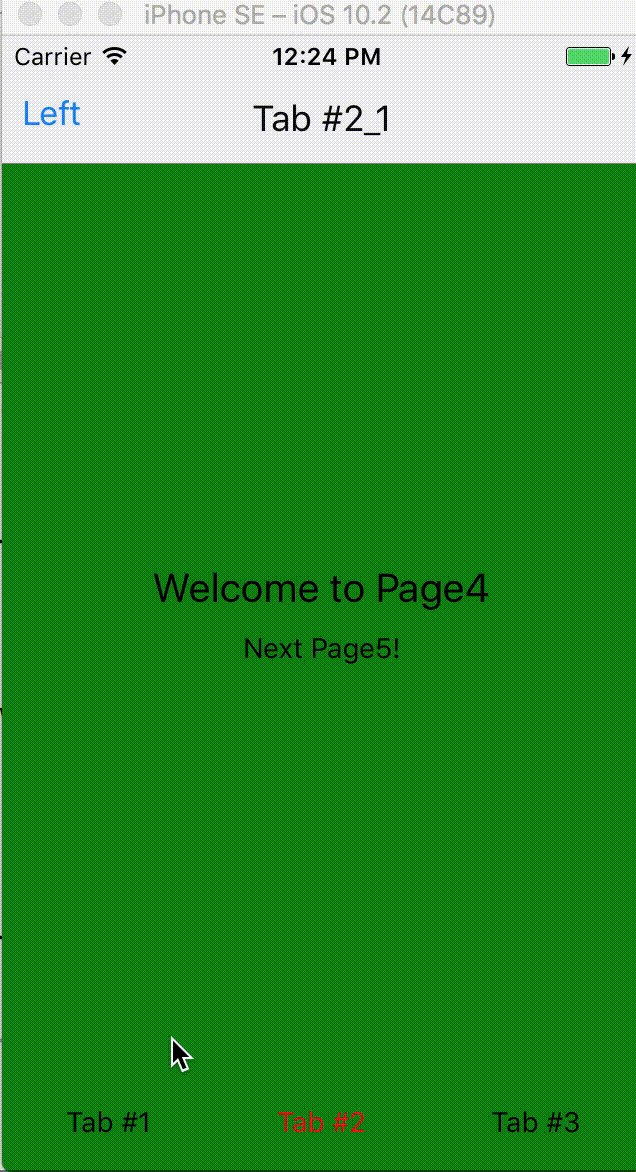 iPhone SE – iOS 10.2 (14C89)
Carrier 12:24 PM
Left Tab #2_1
Welcome to Page4
Next Page5!
Tab #1 Tab #2 Tab #3